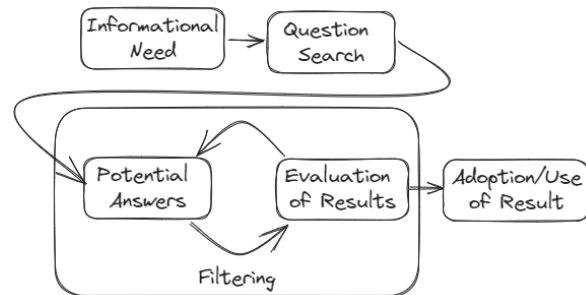 Informational
Need
Question
Search
Potential
Answers
Evaluation
of Results
Adoption/Use
of Result
Filtering